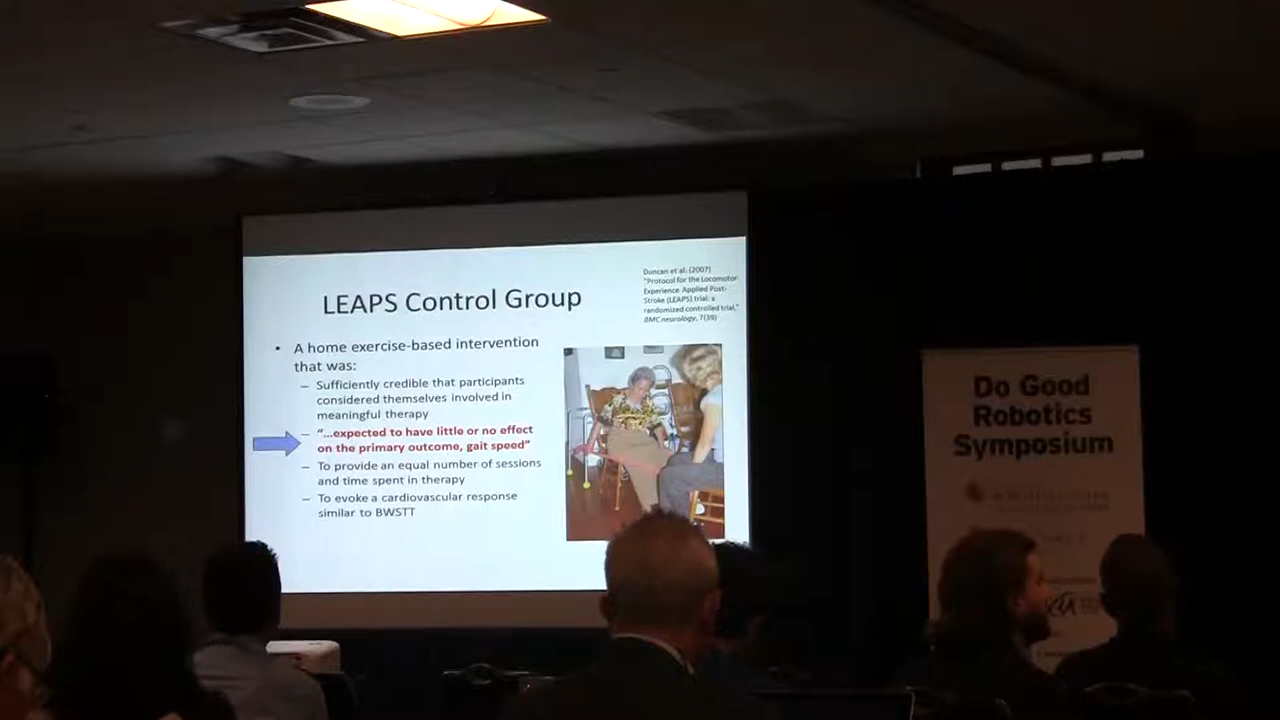 LEAPS Control Group
Duncan et al. (2007)
"Protocol for the Locomotor
Experience Applied Post-
Stroke (LEAPS) trial: a
randomized controlled trial,"
BMC neurology, 7(39)
• A home exercise-based intervention
that was:
– Sufficiently credible that participants
considered themselves involved in
meaningful therapy
– "...expected to have little or no effect
on the primary outcome, gait speed"
– To provide an equal number of sessions
and time spent in therapy
– To evoke a cardiovascular response
similar to BWSTT
Do Good
Robotics
Symposium